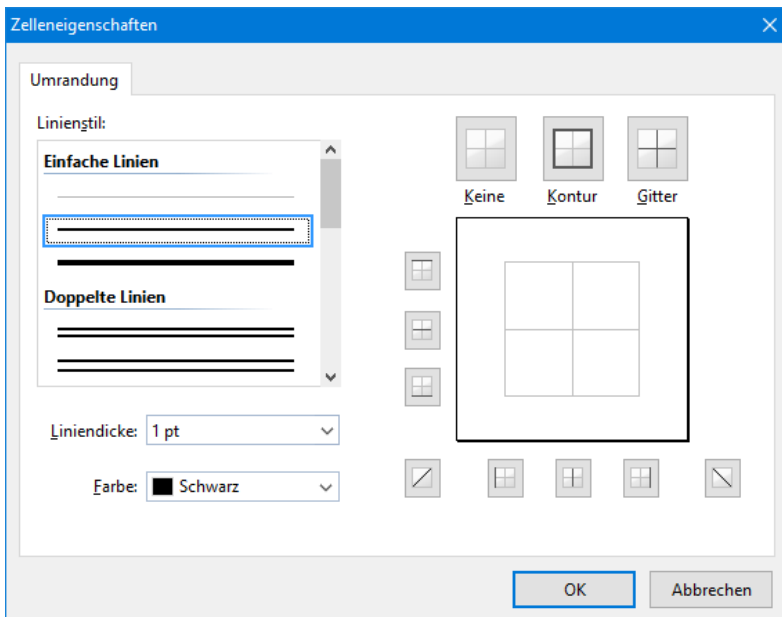 Zelleneigenschaften
Umrandung
Linienstil:
Einfache Linien
Doppelte Linien
Keine
Kontur
Gitter
Liniendicke: 1 pt
Farbe: Schwarz
OK
Abbrechen